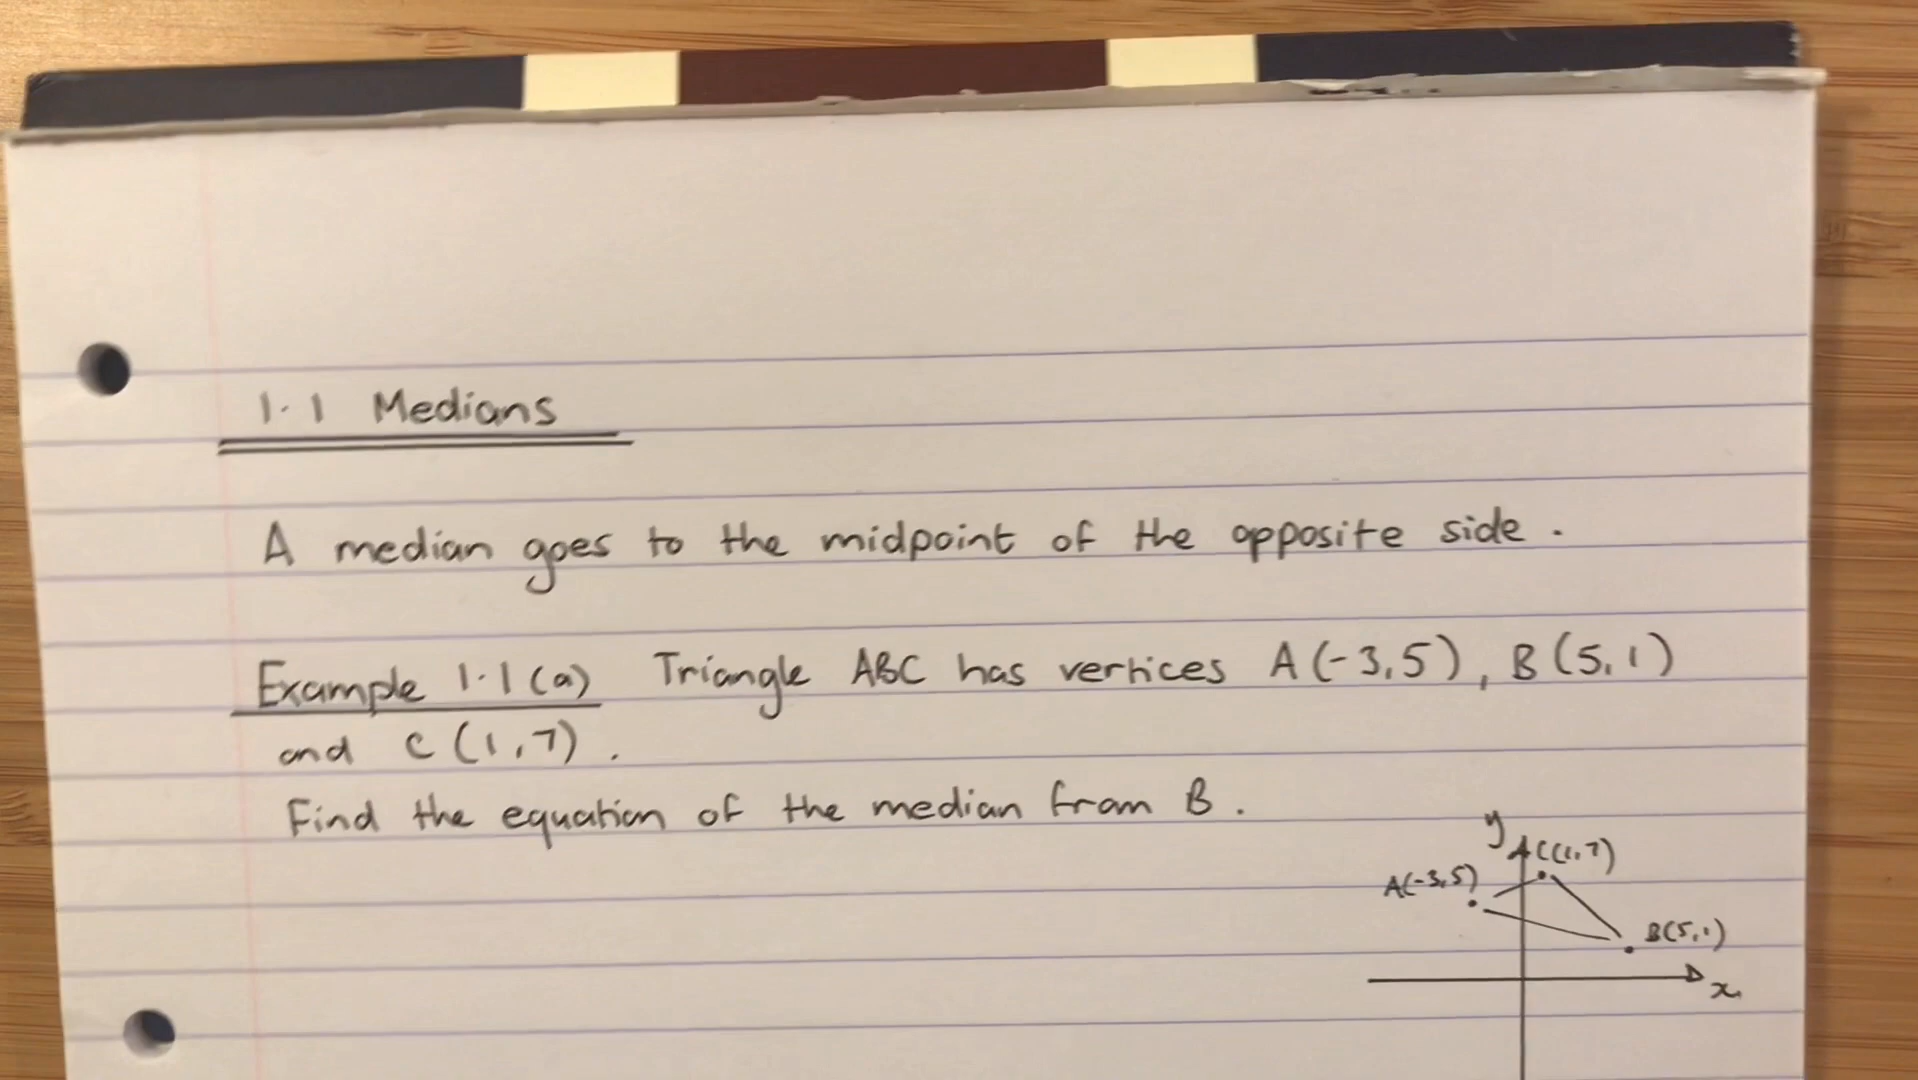 1.1 Medians
A median goes to the midpoint of the opposite side.
Example 1.1(a) Triangle ABC has vertices A(-3,5), B(5,1)
and C(1,7).
Find the equation of the median from B.
y
C(1,7)
A(-3,5)
B(5,1)
x